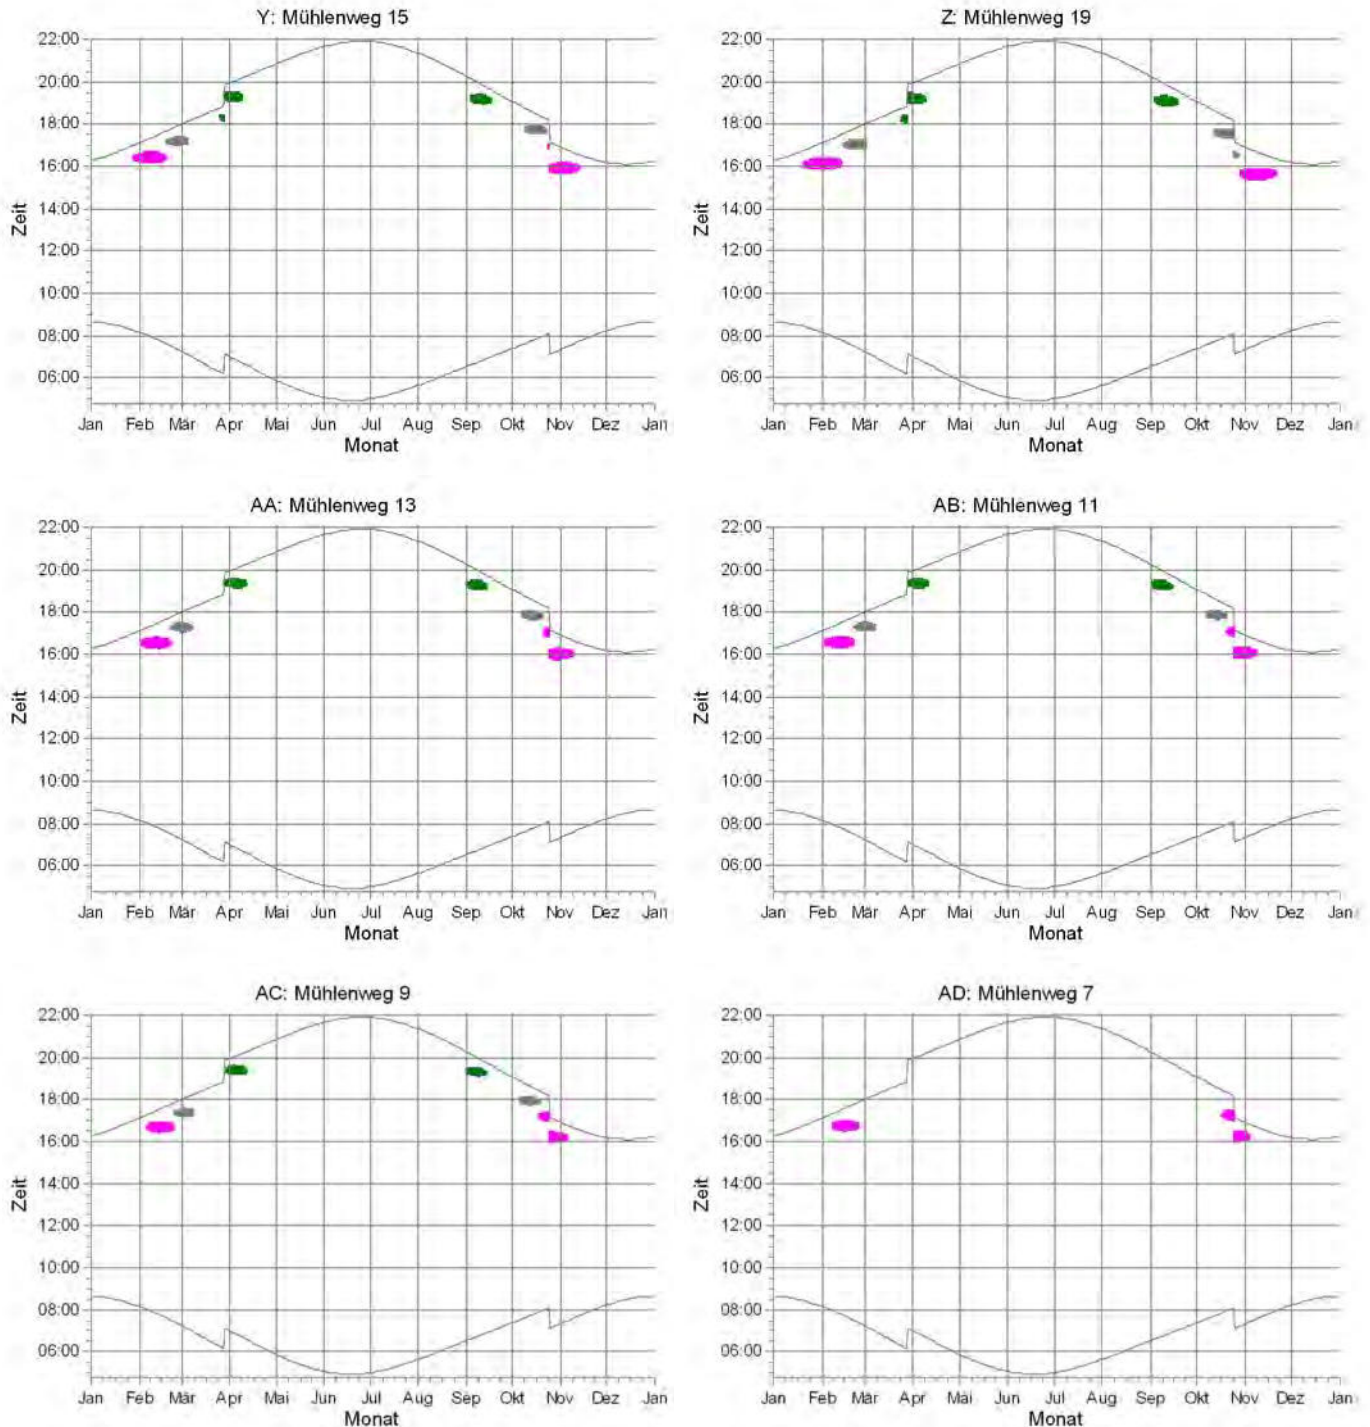 Y: Mühlenweg 15
22:00
20:00
18:00
16:00
14:00
12:00
10:00
08:00
06:00
Zeit
Jan Feb Mär Apr Mai Jun Jul Aug Sep Okt Nov Dez Jan
Monat
Z: Mühlenweg 19
22:00
20:00
18:00
16:00
14:00
12:00
10:00
08:00
06:00
Zeit
Jan Feb Mär Apr Mai Jun Jul Aug Sep Okt Nov Dez Jan
Monat
AA: Mühlenweg 13
22:00
20:00
18:00
16:00
14:00
12:00
10:00
08:00
06:00
Zeit
Jan Feb Mär Apr Mai Jun Jul Aug Sep Okt Nov Dez Jan
Monat
AB: Mühlenweg 11
22:00
20:00
18:00
16:00
14:00
12:00
10:00
08:00
06:00
Zeit
Jan Feb Mär Apr Mai Jun Jul Aug Sep Okt Nov Dez Jan
Monat
AC: Mühlenweg 9
22:00
20:00
18:00
16:00
14:00
12:00
10:00
08:00
06:00
Zeit
Jan Feb Mär Apr Mai Jun Jul Aug Sep Okt Nov Dez Jan
Monat
AD: Mühlenweg 7
22:00
20:00
18:00
16:00
14:00
12:00
10:00
08:00
06:00
Zeit
Jan Feb Mär Apr Mai Jun Jul Aug Sep Okt Nov Dez Jan
Monat